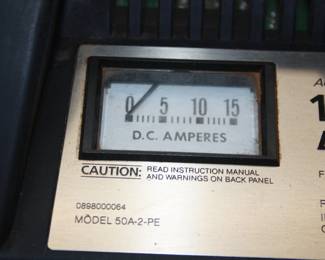 0 5 10 15
D.C. AMPERES
CAUTION: READ INSTRUCTION MANUAL
AND WARNINGS ON BACK PANEL
0898000064
MODEL 50A-2-PE